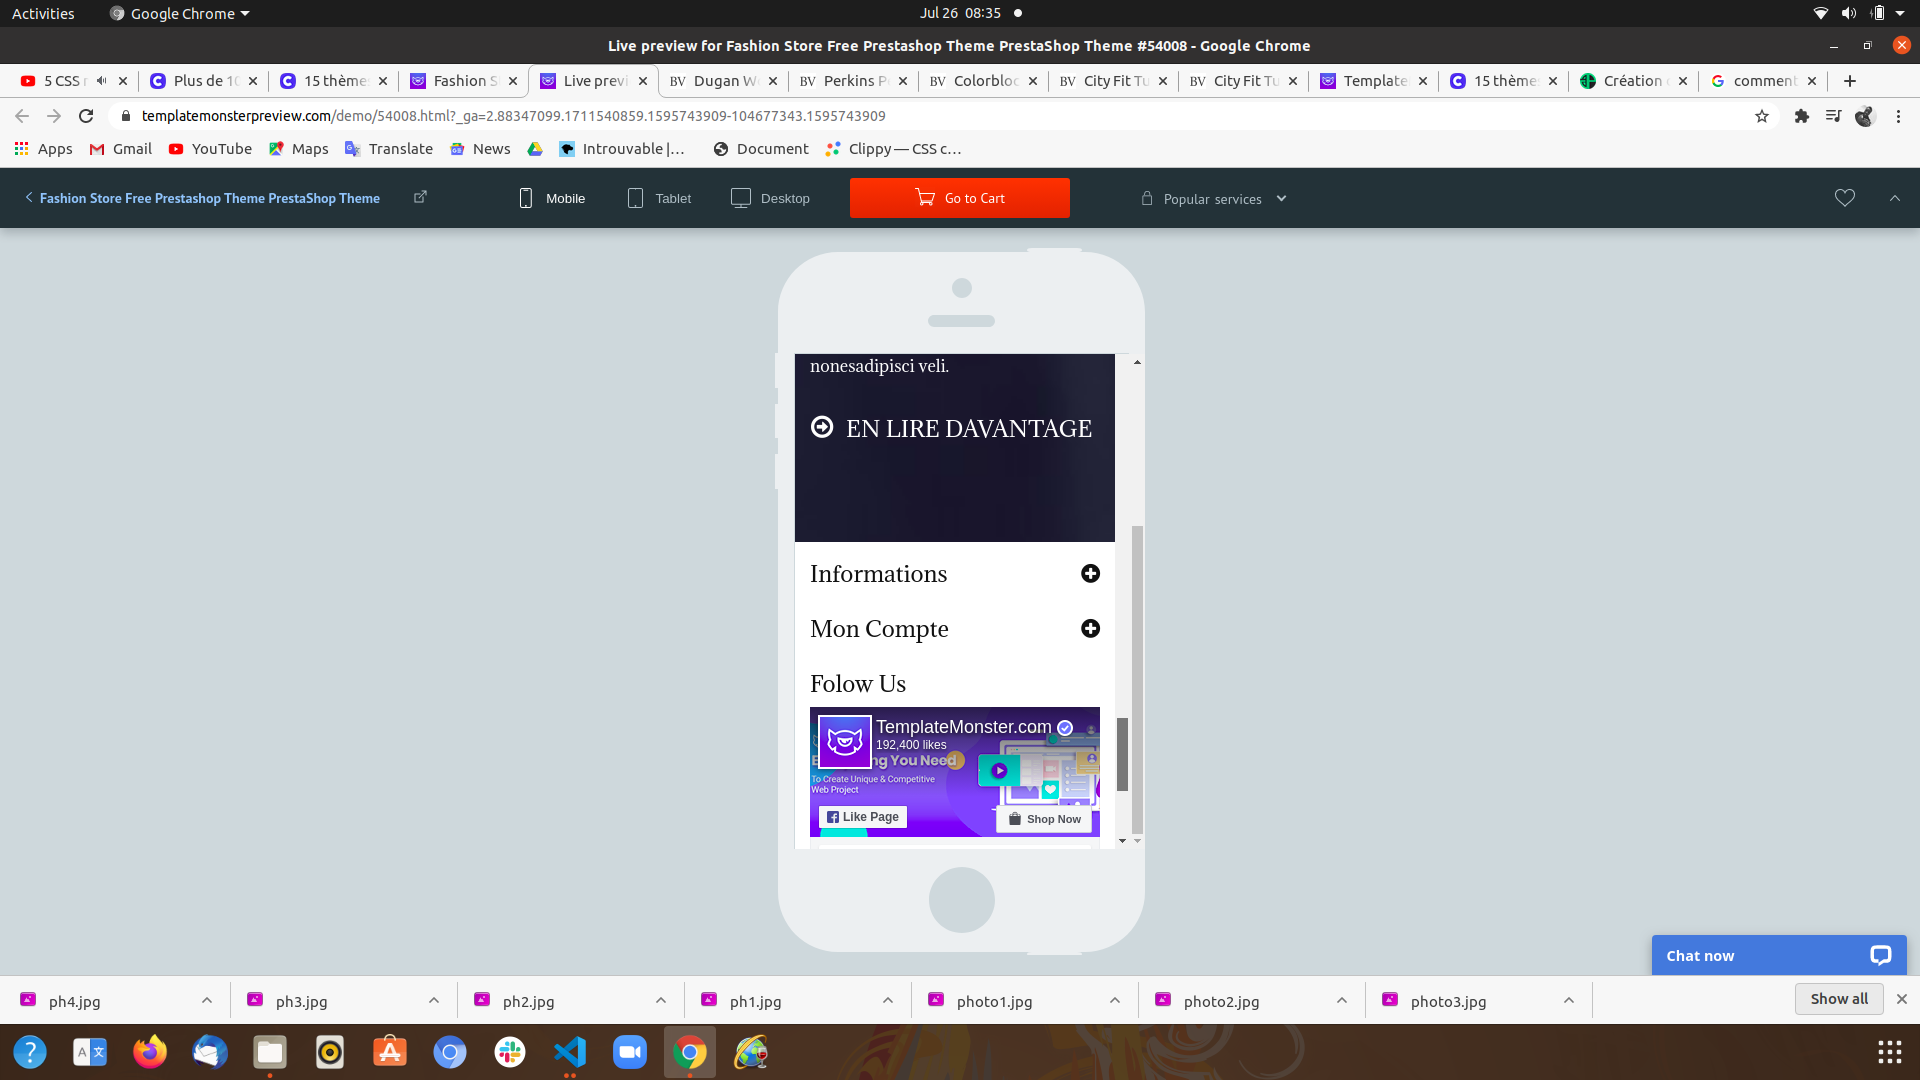 Activities
Google Chrome
Jul 26 08:35
Live preview for Fashion Store Free Prestashop Theme PrestaShop Theme #54008 - Google Chrome
5 CSS
Plus de 10
15 thème
Fashion S
Live previ
BV Dugan W
BV Perkins P
BV Colorbloc
BV City Fit Tu
BV City Fit Tu
Template
15 thème
Création
comment
templatemonsterpreview.com/demo/54008.html?_ga=2.88347099.1711540859.1595743909-104677343.1595743909
Apps
Gmail
YouTube
Maps
Translate
News
Introuvable |...
Document
Clippy — CSS c...
Fashion Store Free Prestashop Theme PrestaShop Theme
Mobile
Tablet
Desktop
Go to Cart
Popular services
nonesadipisci veli.
EN LIRE DAVANTAGE
Informations
Mon Compte
Folow Us
TemplateMonster.com
192,400 likes
ng You Need
To Create Unique & Competitive
Web Project
Like Page
Shop Now
Chat now
ph4.jpg
ph3.jpg
ph2.jpg
ph1.jpg
photo1.jpg
photo2.jpg
photo3.jpg
Show all